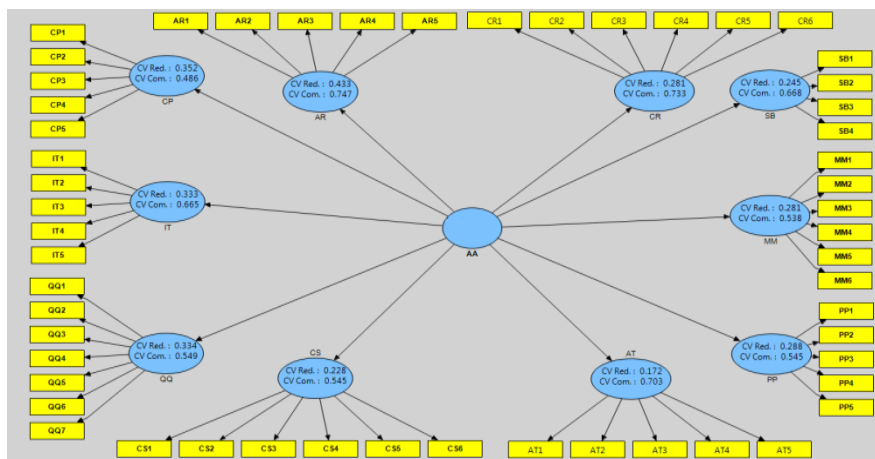 AR1
AR2
AR3
AR4
AR5
CR1
CR2
CR3
CR4
CR5
CR6
CP1
CP2
CP3
CP4
CP5
CV Red. : 0.352
CV Com. : 0.486
CP
CV Red. : 0.433
CV Com. : 0.747
AR
CV Red. : 0.281
CV Com. : 0.733
CR
CV Red. : 0.245
CV Com. : 0.668
SB
SB1
SB2
SB3
SB4
IT1
IT2
IT3
IT4
IT5
CV Red. : 0.333
CV Com. : 0.665
IT
AA
CV Red. : 0.281
CV Com. : 0.538
MM
MM1
MM2
MM3
MM4
MM5
MM6
QQ1
QQ2
QQ3
QQ4
QQ5
QQ6
QQ7
CV Red. : 0.334
CV Com. : 0.549
QQ
CS
CV Red. : 0.228
CV Com. : 0.545
AT
CV Red. : 0.172
CV Com. : 0.703
CV Red. : 0.288
CV Com. : 0.545
PP
PP1
PP2
PP3
PP4
PP5
CS1
CS2
CS3
CS4
CS5
CS6
AT1
AT2
AT3
AT4
AT5